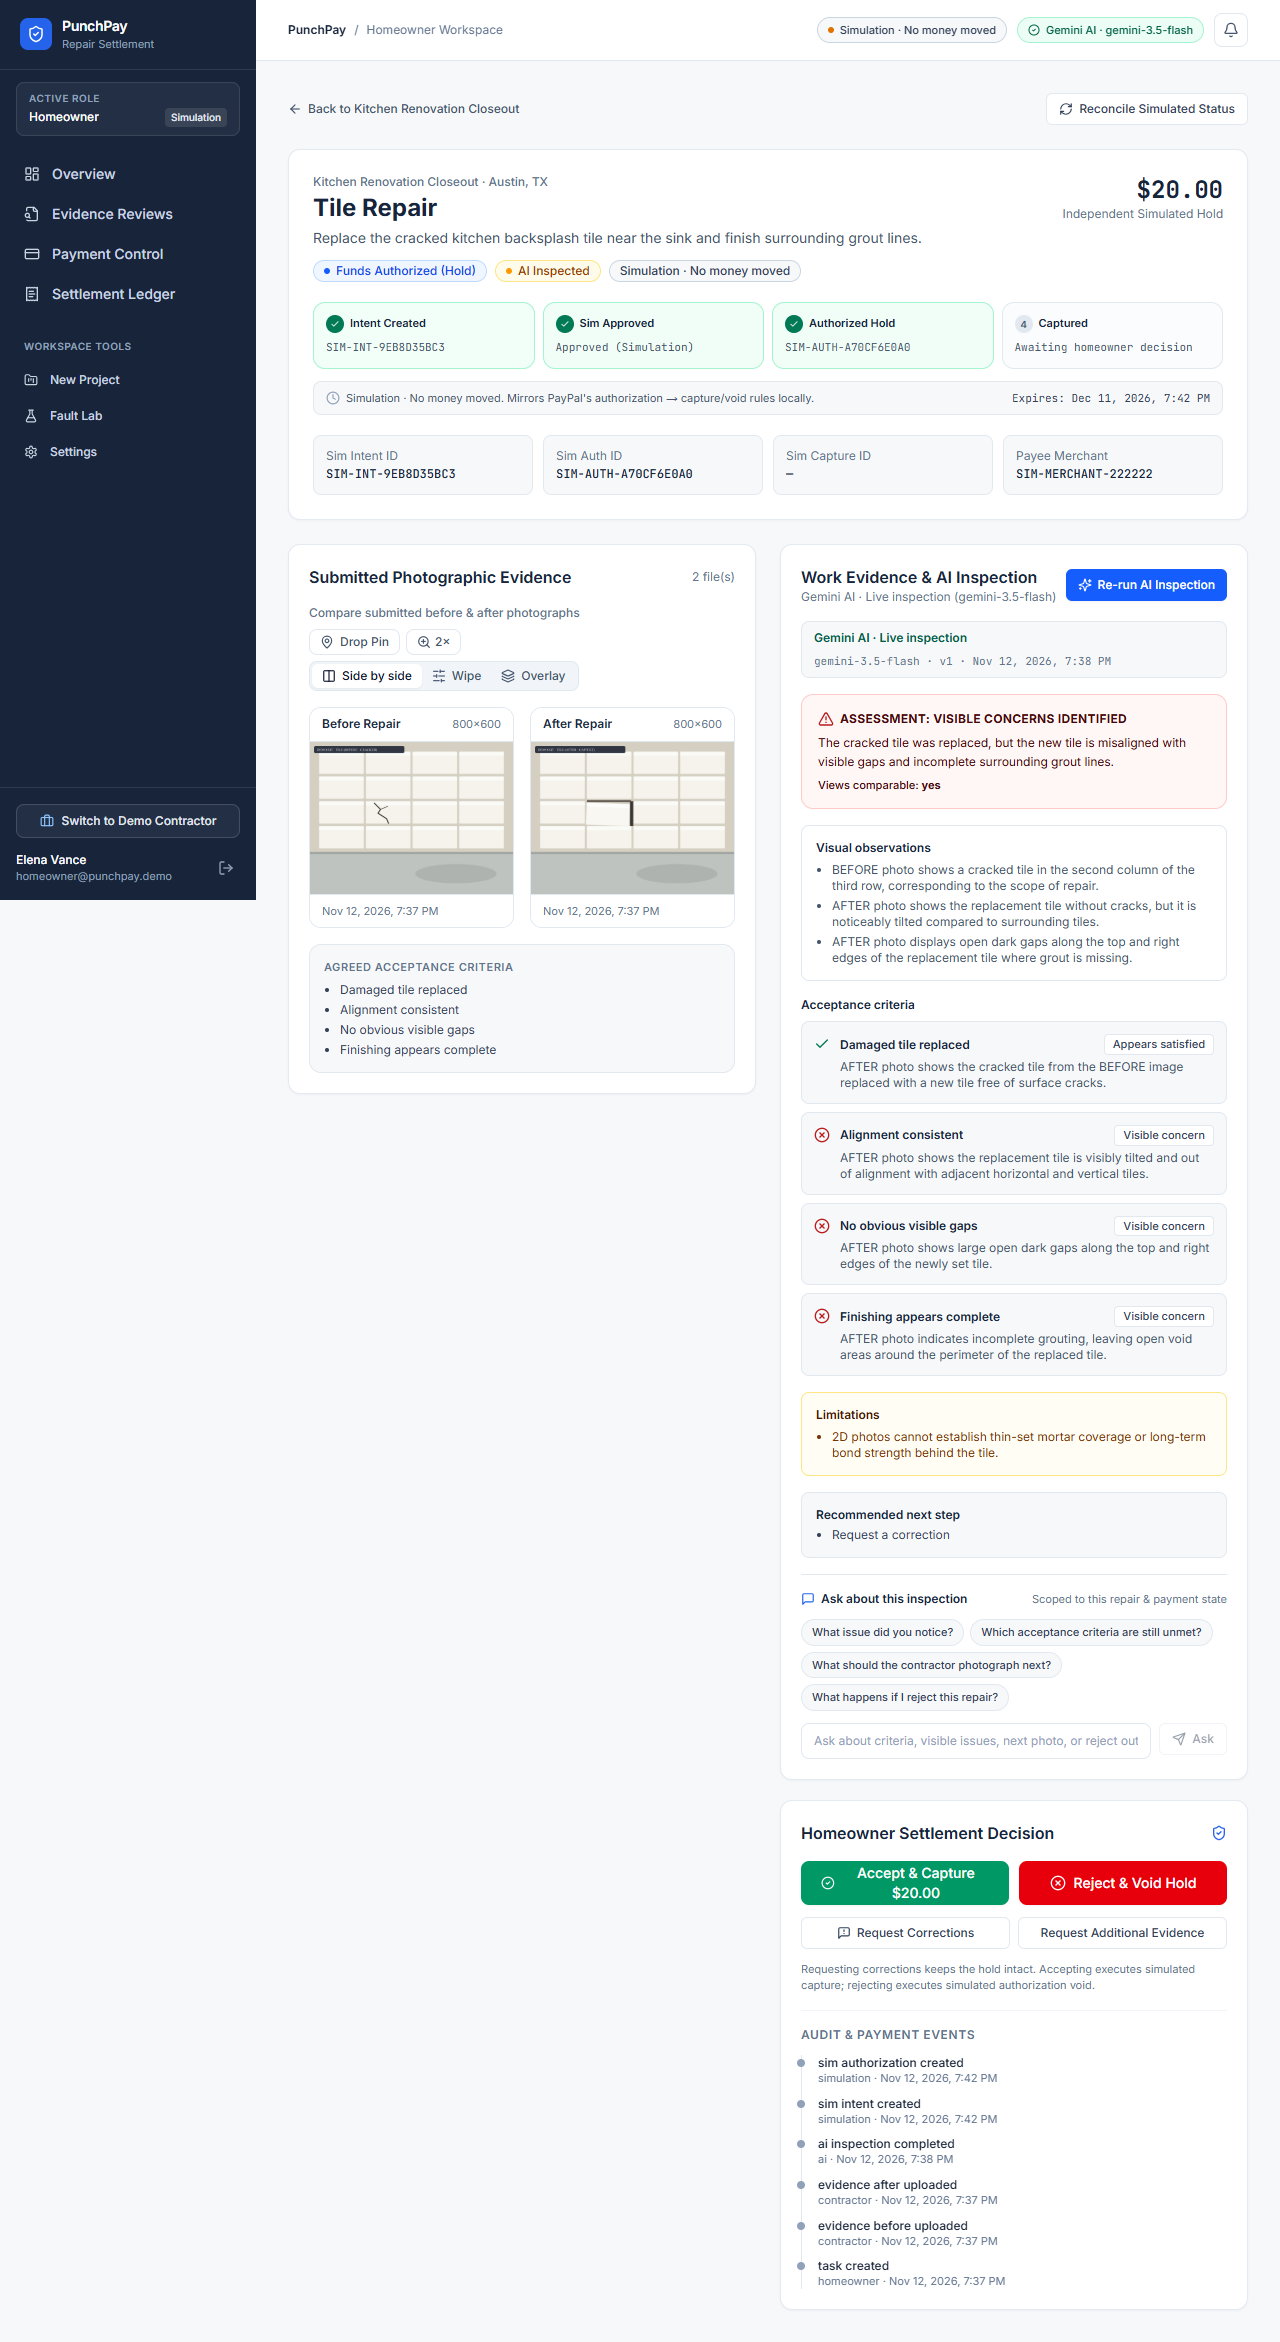 PunchPay
Repair Settlement
ACTIVE ROLE
Homeowner
Simulation
Overview
Evidence Reviews
Payment Control
Settlement Ledger
WORKSPACE TOOLS
New Project
Fault Lab
Settings
Switch to Demo Contractor
Elena Vance
homeowner@punchpay.demo
PunchPay / Homeowner Workspace
Simulation · No money moved
Gemini AI · gemini-3.5-flash
Back to Kitchen Renovation Closeout
Reconcile Simulated Status
Kitchen Renovation Closeout · Austin, TX
Tile Repair
$20.00
Independent Simulated Hold
Replace the cracked kitchen backsplash tile near the sink and finish surrounding grout lines.
Funds Authorized (Hold)
AI Inspected
Simulation · No money moved
Intent Created
SIM-INT-9EB8D35BC3
Sim Approved
Approved (Simulation)
Authorized Hold
SIM-AUTH-A70CF6E0A0
4 Captured
Awaiting homeowner decision
Simulation · No money moved. Mirrors PayPal's authorization → capture/void rules locally.
Expires: Dec 11, 2026, 7:42 PM
Sim Intent ID
SIM-INT-9EB8D35BC3
Sim Auth ID
SIM-AUTH-A70CF6E0A0
Sim Capture ID
—
Payee Merchant
SIM-MERCHANT-222222
Submitted Photographic Evidence
2 file(s)
Compare submitted before & after photographs
Drop Pin
2×
Side by side
Wipe
Overlay
Before Repair
800×600
After Repair
800×600
Nov 12, 2026, 7:37 PM
Nov 12, 2026, 7:37 PM
AGREED ACCEPTANCE CRITERIA
• Damaged tile replaced
• Alignment consistent
• No obvious visible gaps
• Finishing appears complete
Work Evidence & AI Inspection
Gemini AI · Live inspection (gemini-3.5-flash)
Re-run AI Inspection
Gemini AI · Live inspection
gemini-3.5-flash · v1 · Nov 12, 2026, 7:38 PM
ASSESSMENT: VISIBLE CONCERNS IDENTIFIED
The cracked tile was replaced, but the new tile is misaligned with
visible gaps and incomplete surrounding grout lines.
Views comparable: yes
Visual observations
• BEFORE photo shows a cracked tile in the second column of the
third row, corresponding to the scope of repair.
• AFTER photo shows the replacement tile without cracks, but it is
noticeably tilted compared to surrounding tiles.
• AFTER photo displays open dark gaps along the top and right
edges of the replacement tile where grout is missing.
Acceptance criteria
Damaged tile replaced
Appears satisfied
AFTER photo shows the cracked tile from the BEFORE image
replaced with a new tile free of surface cracks.
Alignment consistent
Visible concern
AFTER photo shows the replacement tile is visibly tilted and out
of alignment with adjacent horizontal and vertical tiles.
No obvious visible gaps
Visible concern
AFTER photo shows large open dark gaps along the top and right
edges of the newly set tile.
Finishing appears complete
Visible concern
AFTER photo indicates incomplete grouting, leaving open void
areas around the perimeter of the replaced tile.
Limitations
• 2D photos cannot establish thin-set mortar coverage or long-term
bond strength behind the tile.
Recommended next step
• Request a correction
Ask about this inspection
Scoped to this repair & payment state
What issue did you notice?
Which acceptance criteria are still unmet?
What should the contractor photograph next?
What happens if I reject this repair?
Ask about criteria, visible issues, next photo, or reject out
Ask
Homeowner Settlement Decision
Accept & Capture
$20.00
Reject & Void Hold
Request Corrections
Request Additional Evidence
Requesting corrections keeps the hold intact. Accepting executes simulated
capture; rejecting executes simulated authorization void.
AUDIT & PAYMENT EVENTS
sim authorization created
simulation · Nov 12, 2026, 7:42 PM
sim intent created
simulation · Nov 12, 2026, 7:42 PM
ai inspection completed
ai · Nov 12, 2026, 7:38 PM
evidence after uploaded
contractor · Nov 12, 2026, 7:37 PM
evidence before uploaded
contractor · Nov 12, 2026, 7:37 PM
task created
homeowner · Nov 12, 2026, 7:37 PM